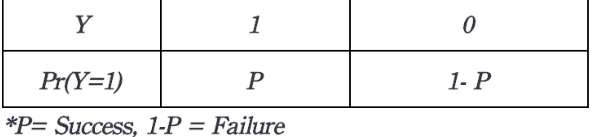 Y 1 0
Pr(Y=1) P 1- P
*P= Success, 1-P = Failure